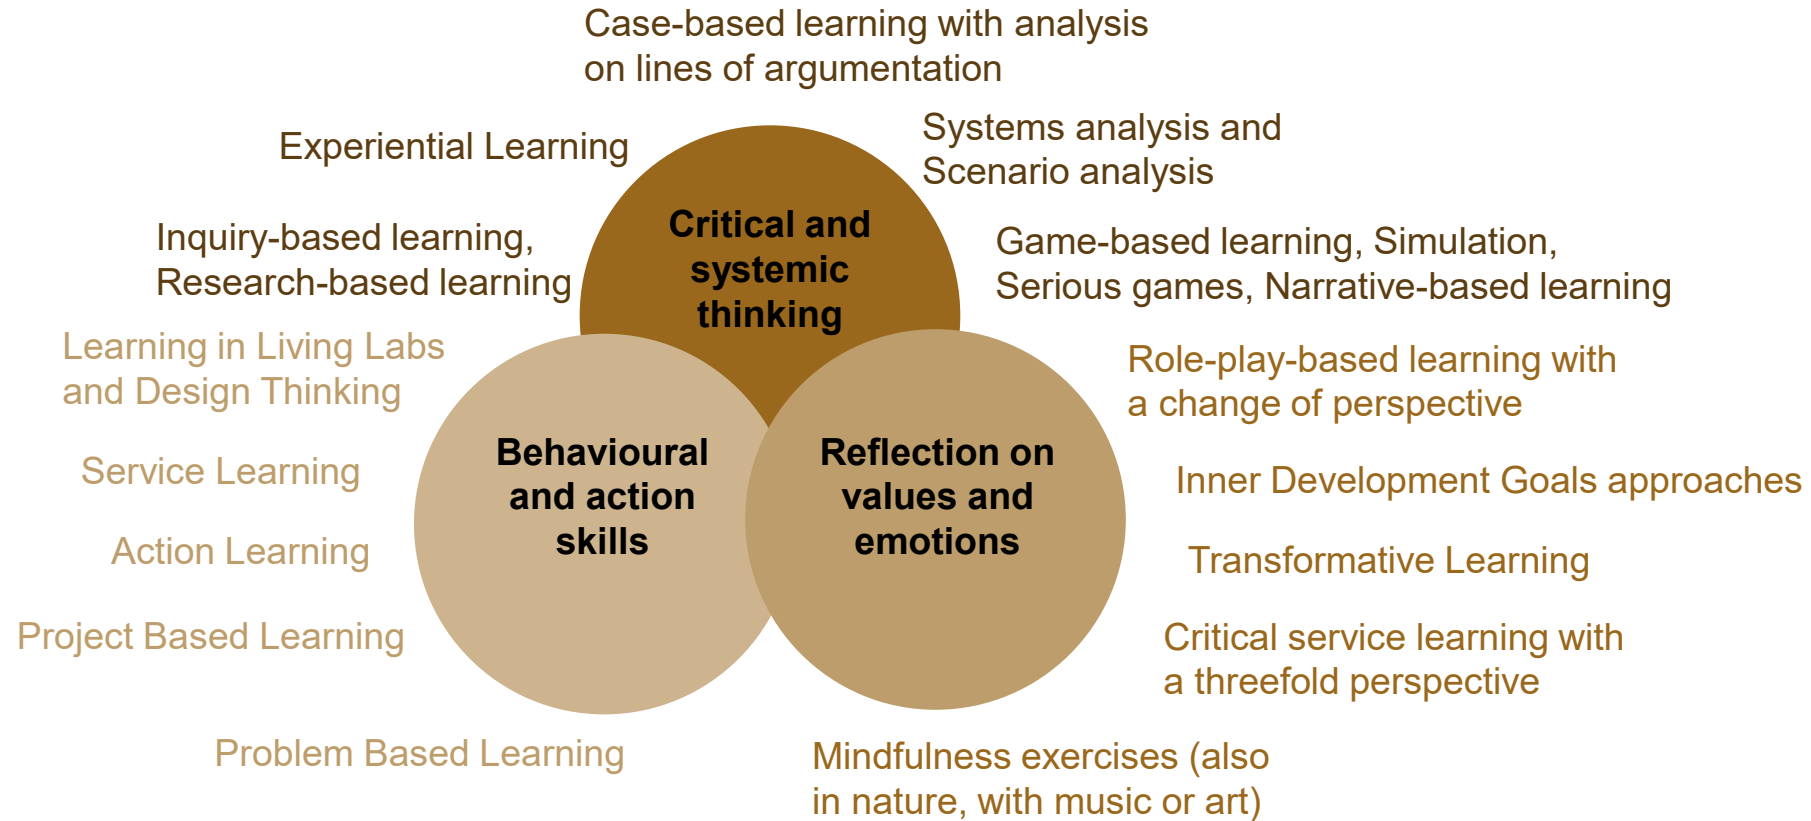 Case-based learning with analysis
on lines of argumentation
Experiential Learning
Systems analysis and
Scenario analysis
Inquiry-based learning,
Research-based learning
Critical and
systemic
thinking
Game-based learning, Simulation,
Serious games, Narrative-based learning
Learning in Living Labs
and Design Thinking
Role-play-based learning with
a change of perspective
Service Learning
Behavioural
and action
skills
Reflection on
values and
emotions
Inner Development Goals approaches
Action Learning
Transformative Learning
Project Based Learning
Critical service learning with
a threefold perspective
Problem Based Learning
Mindfulness exercises (also
in nature, with music or art)